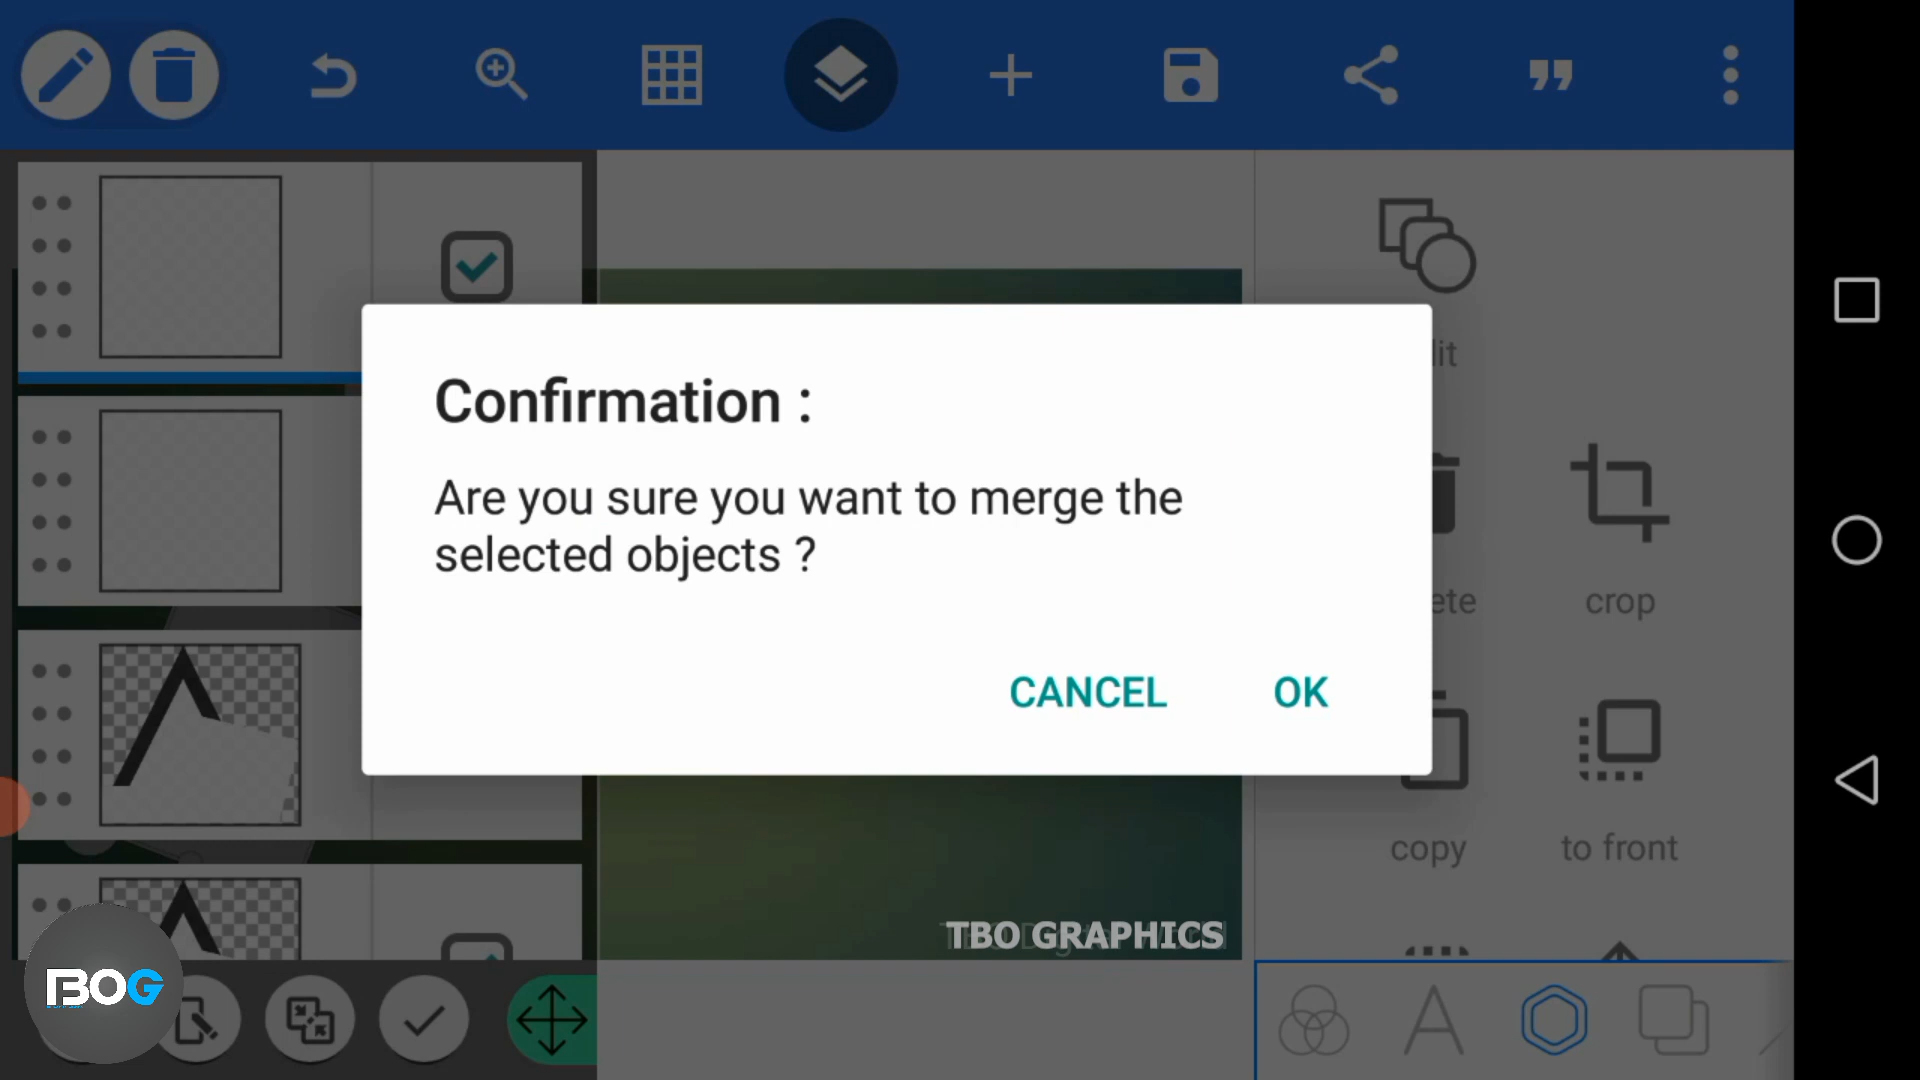 Confirmation :
Are you sure you want to merge the
selected objects ?
CANCEL
OK
crop
copy
to front
TBO GRAPHICS
BOG